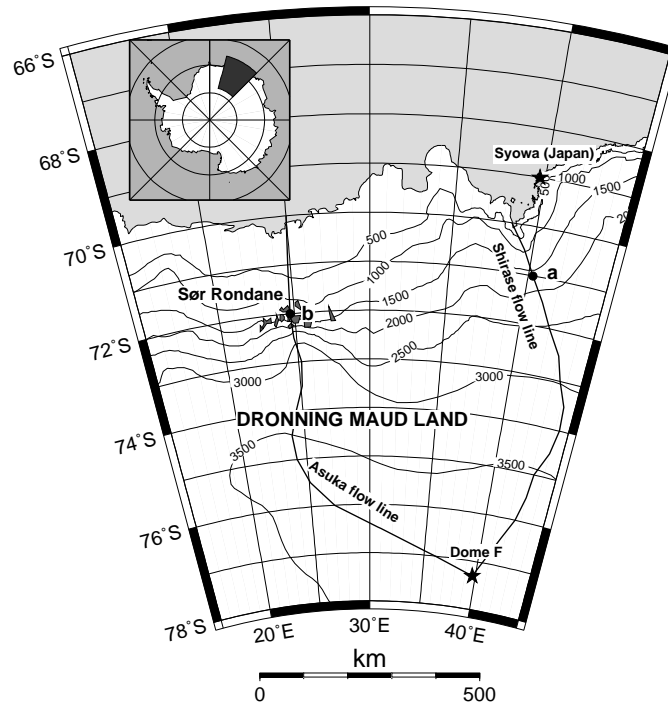 66˚S
68˚S
70˚S
72˚S
74˚S
76˚S
78˚S
Syowa (Japan)
500
1000
1500
a
Shirase flow line
500
1000
1500
2000
2500
3000
Sør Rondane
b
3000
DRONNING MAUD LAND
3500
3500
Asuka flow line
Dome F
20˚E
30˚E
40˚E
km
0
500